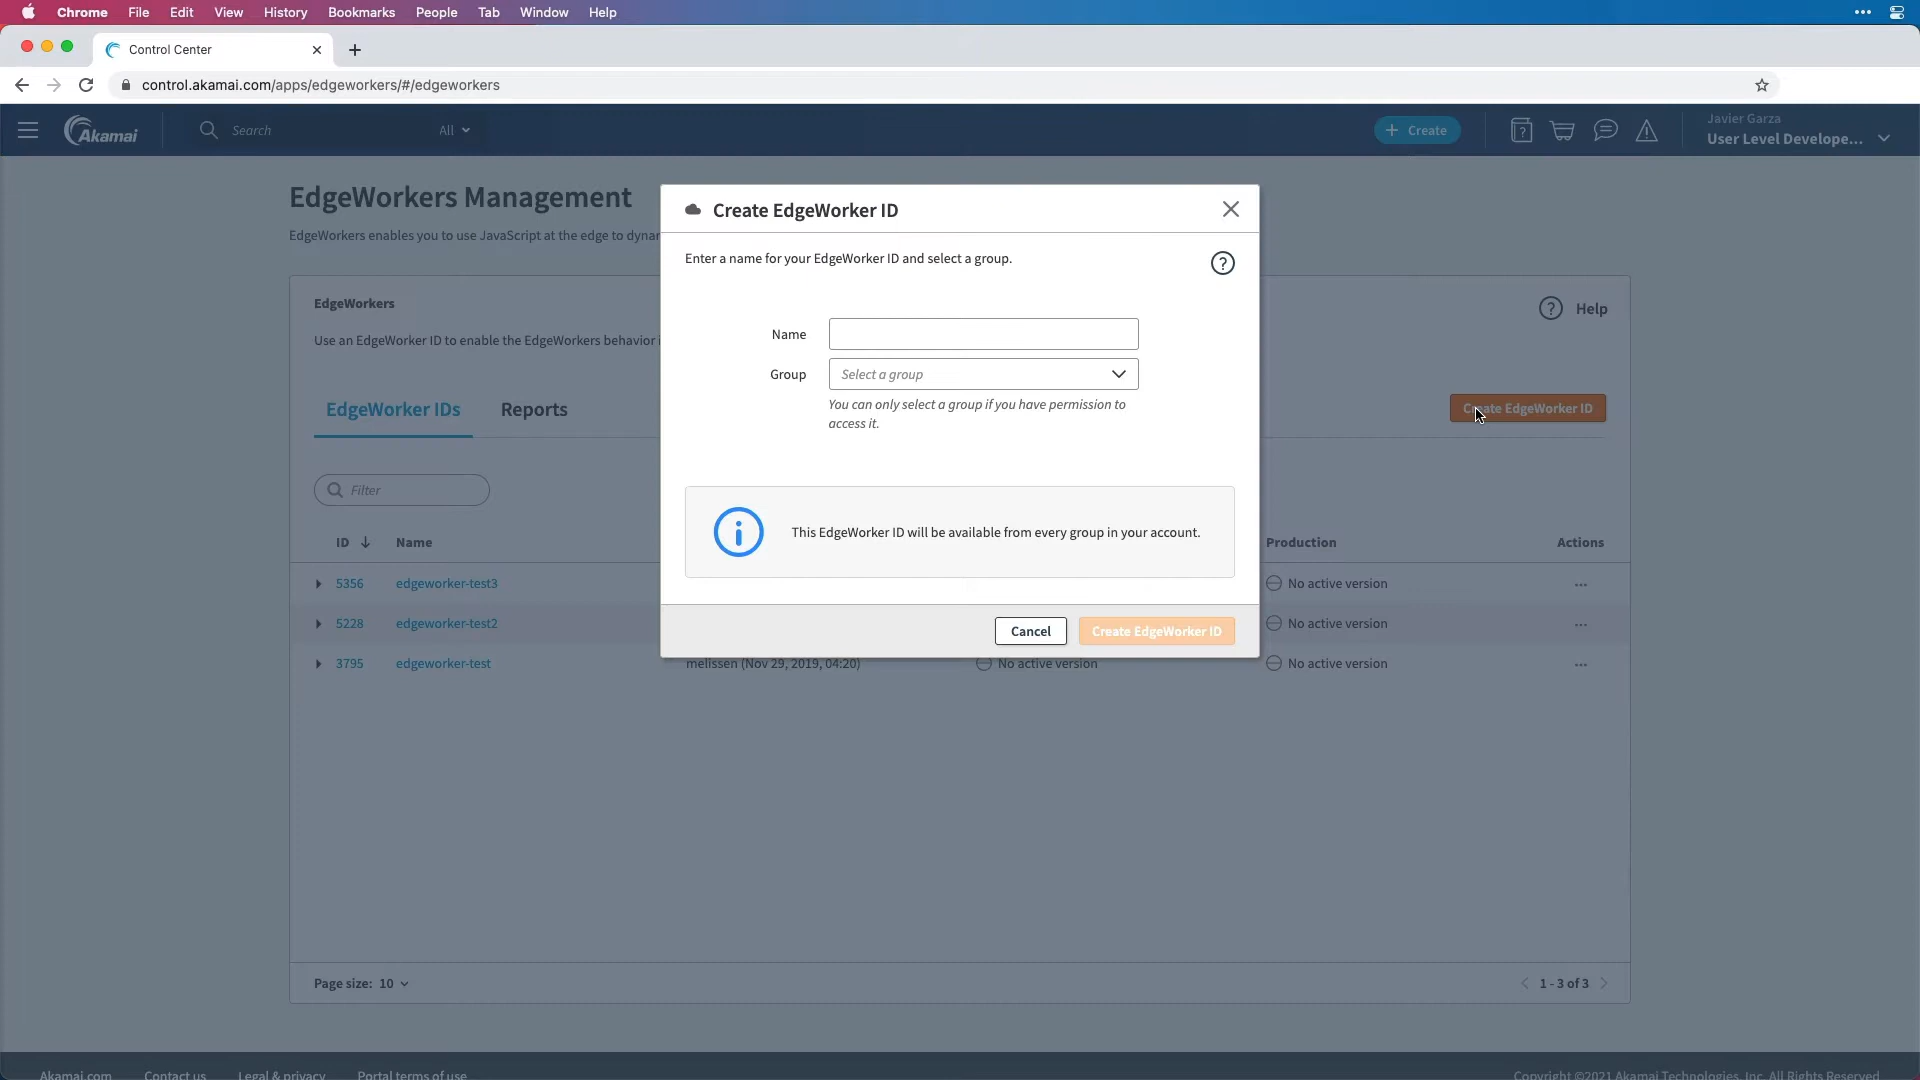 Chrome File Edit View History Bookmarks People Tab Window Help
Control Center
control.akamai.com/apps/edgeworkers/#/edgeworkers
Akamai
Search All
Create
Javier Garza
User Level Develope...
EdgeWorkers Management
EdgeWorkers enables you to use JavaScript at the edge to
EdgeWorkers
Help
Use an EdgeWorker ID to enable the EdgeWorkers behavior
EdgeWorker IDs Reports
Create EdgeWorker ID
Filter
ID Name Production Actions
5356 edgeworker-test3 No active version
5228 edgeworker-test2 No active version
3795 edgeworker-test melissen (Nov 29, 2019, 04:20) No active version No active version
Create EdgeWorker ID
Enter a name for your EdgeWorker ID and select a group.
Name
Group Select a group
You can only select a group if you have permission to
access it.
This EdgeWorker ID will be available from every group in your account.
Cancel Create EdgeWorker ID
Page size: 10
1 - 3 of 3
Akamai.com Contact us Legal & privacy Portal terms of use
Copyright ©2021 Akamai Technologies, Inc. All Rights Reserved